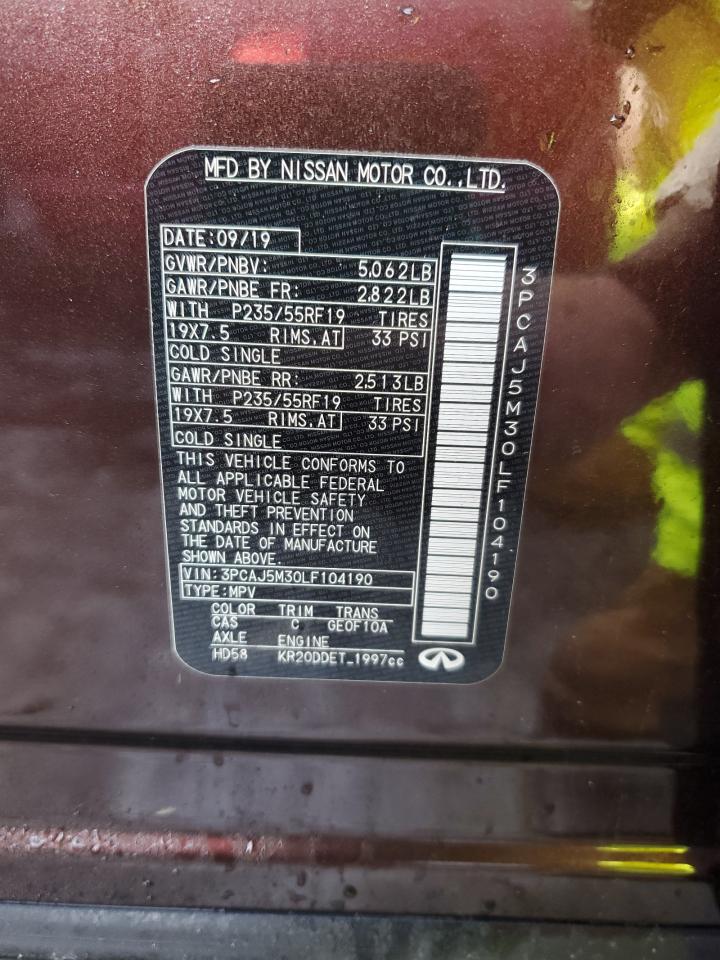 MFD BY NISSAN MOTOR CO.,LTD.
DATE:09/19
GVWR/PNBV: 5,062LB
GAWR/PNBE FR: 2,822LB
WITH P235/55RF19 TIRES
19X7.5 RIMS,AT 33 PSI
COLD SINGLE
GAWR/PNBE RR: 2,513LB
WITH P235/55RF19 TIRES
19X7.5 RIMS,AT 33 PSI
COLD SINGLE
THIS VEHICLE CONFORMS TO
ALL APPLICABLE FEDERAL
MOTOR VEHICLE SAFETY
AND THEFT PREVENTION
STANDARDS IN EFFECT ON
THE DATE OF MANUFACTURE
SHOWN ABOVE.
VIN:3PCAJ5M30LF104190
TYPE:MPV
COLOR TRIM TRANS
CAS C GE0F10A
AXLE ENGINE
HD58 KR20DDET_1997cc
3PCAJ5M30LF104190